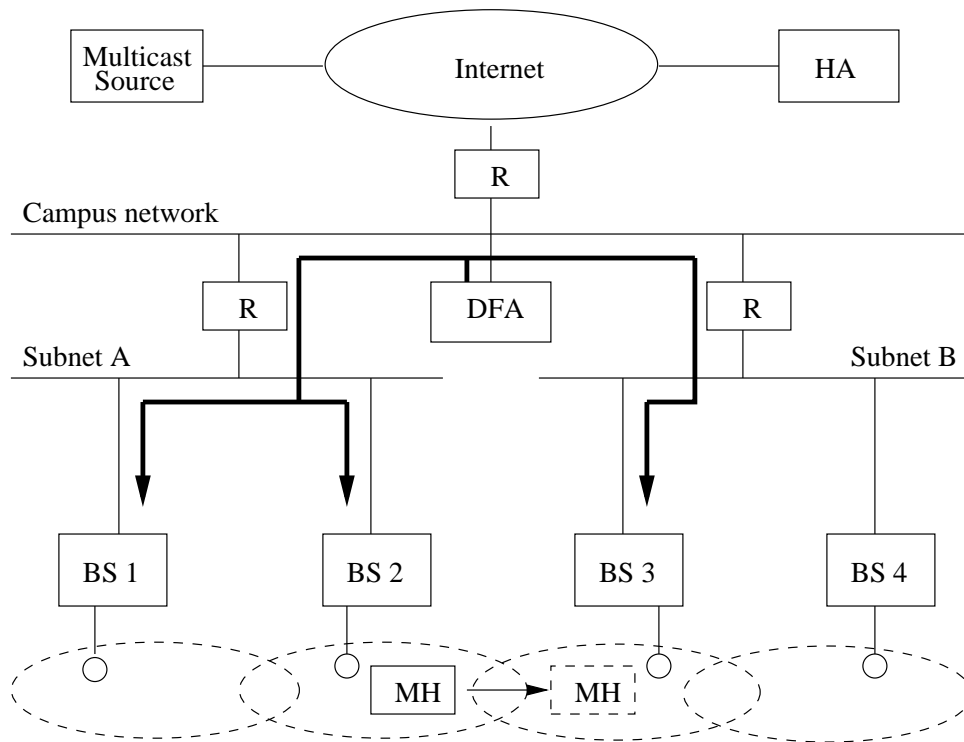 Multicast
Source
Internet
HA
R
Campus network
R
DFA
R
Subnet A
Subnet B
BS 1
BS 2
BS 3
BS 4
MH
MH